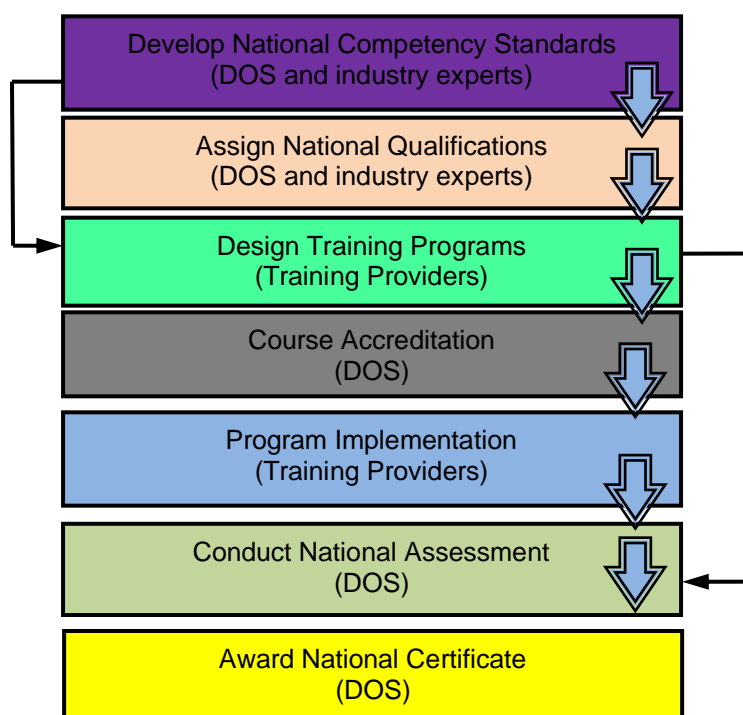 Develop National Competency Standards
(DOS and industry experts)
Assign National Qualifications
(DOS and industry experts)
Design Training Programs
(Training Providers)
Course Accreditation
(DOS)
Program Implementation
(Training Providers)
Conduct National Assessment
(DOS)
Award National Certificate
(DOS)